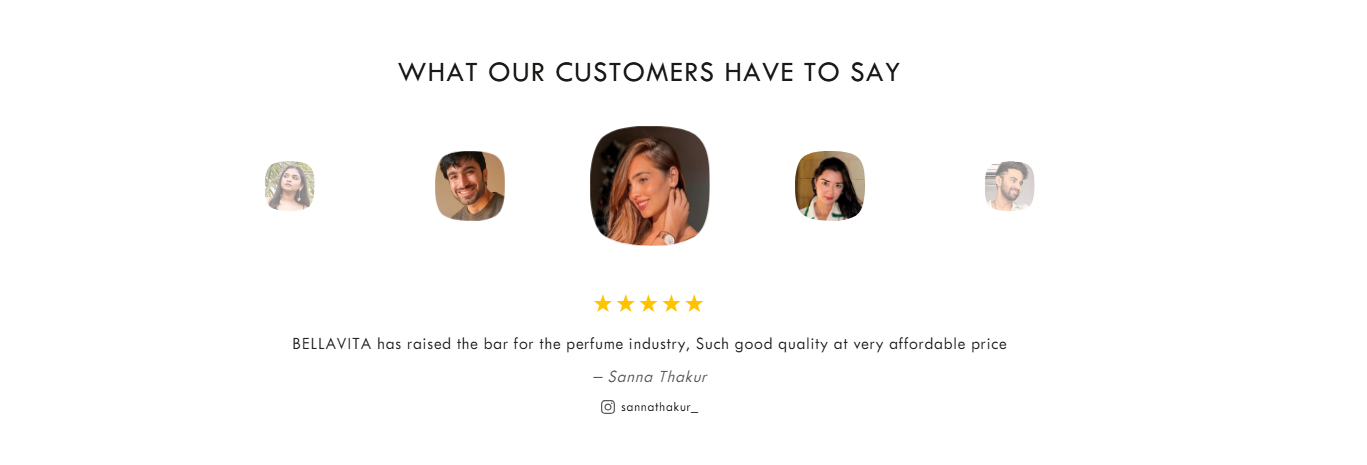 WHAT OUR CUSTOMERS HAVE TO SAY
BELLAVITA has raised the bar for the perfume industry, Such good quality at very affordable price
– Sanna Thakur
sannathakur_